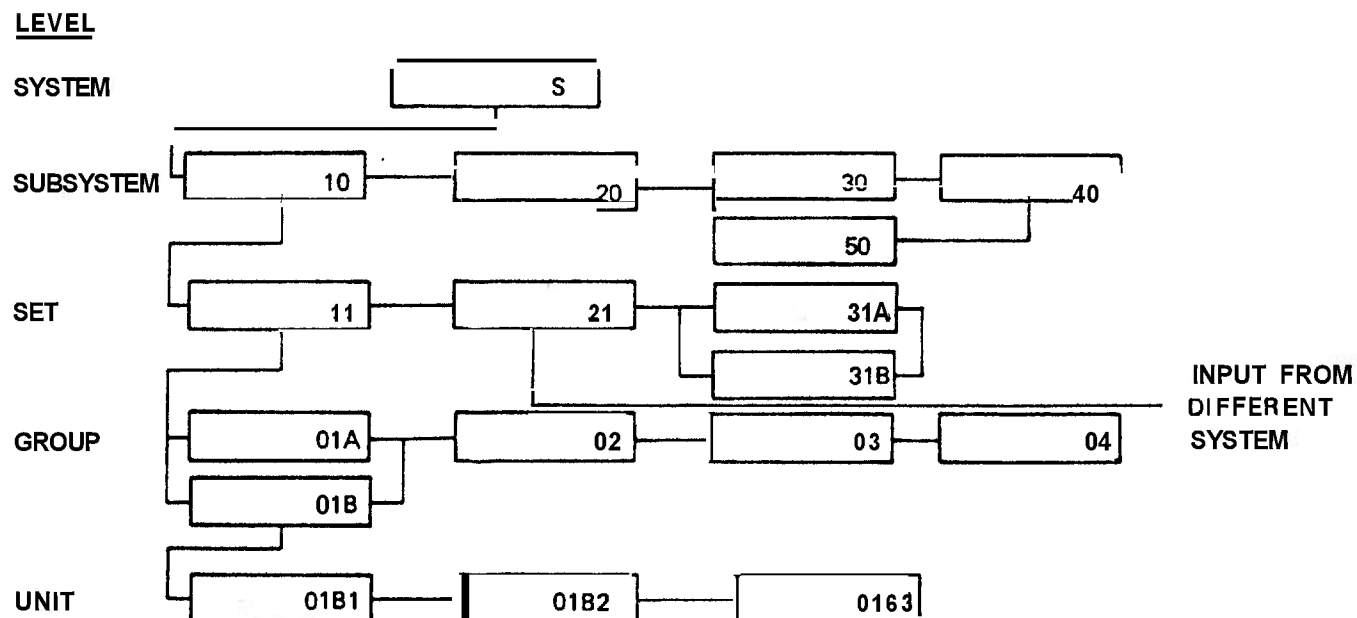 LEVEL
SYSTEM
S
SUBSYSTEM
10
20
30
40
50
SET
11
21
31A
31B
INPUT FROM
DIFFERENT
SYSTEM
GROUP
01A
02
03
04
01B
UNIT
01B1
01B2
0163